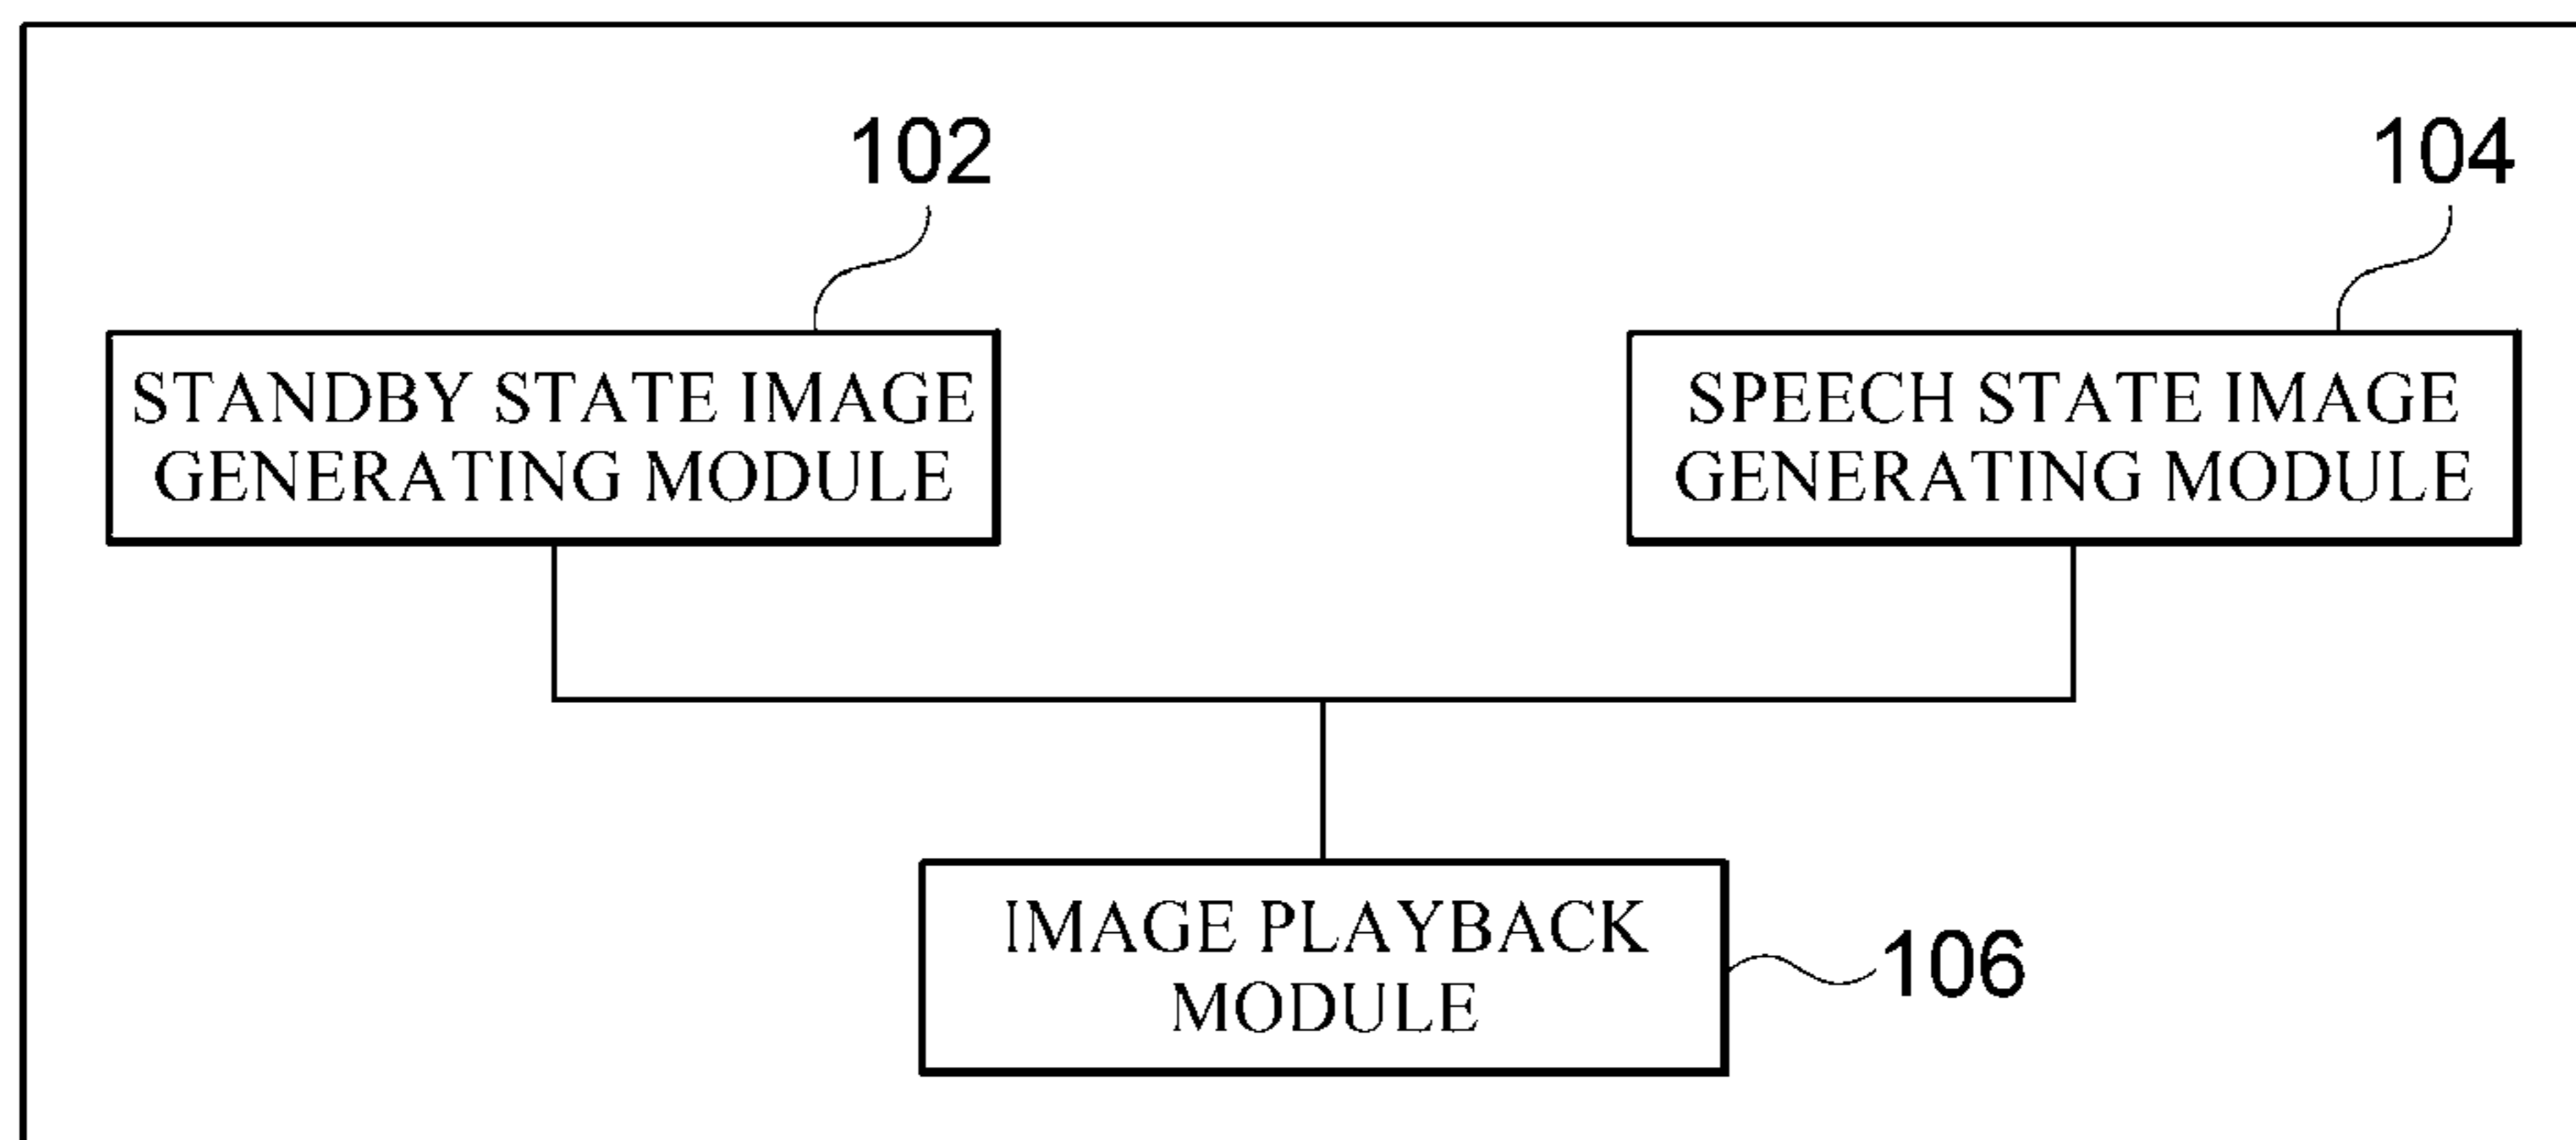 102
104
STANDBY STATE IMAGE
GENERATING MODULE
SPEECH STATE IMAGE
GENERATING MODULE
IMAGE PLAYBACK
MODULE
106